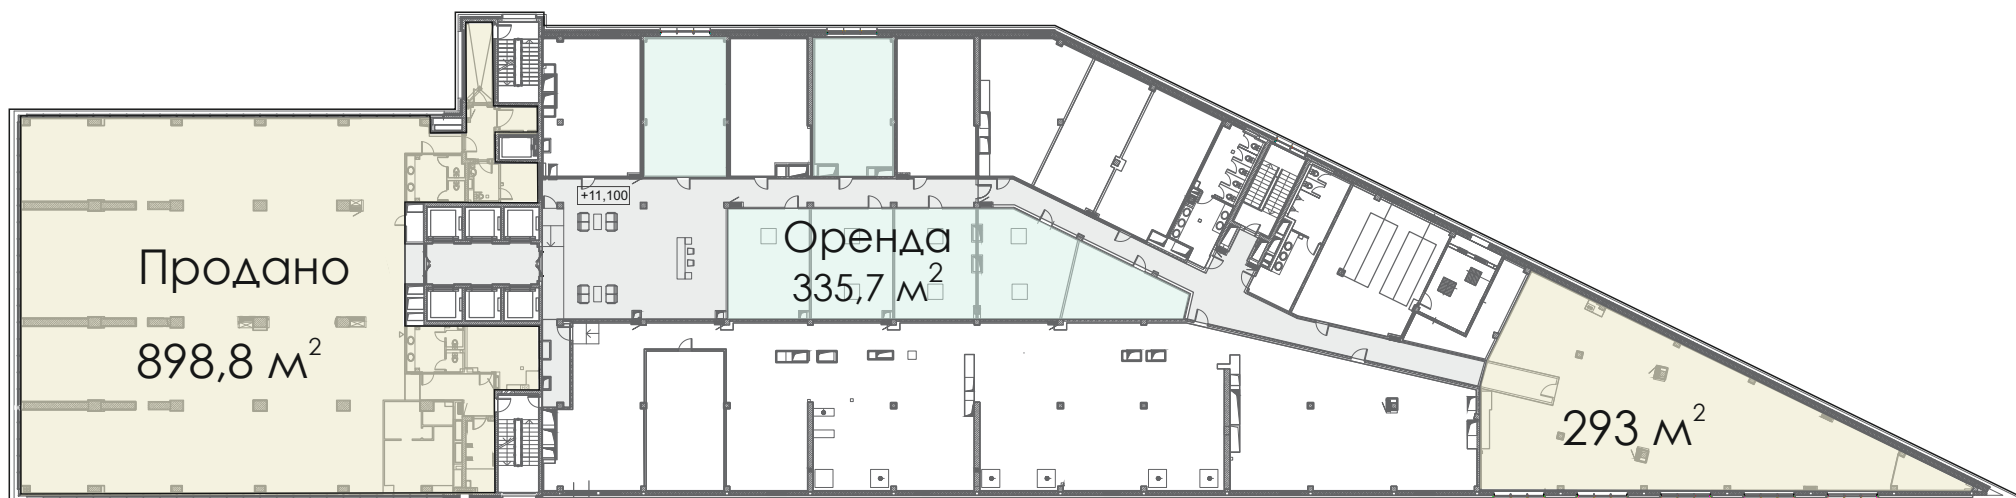 +11,100
Оренда
335,7 м²
Продано
898,8 м²
293 м²